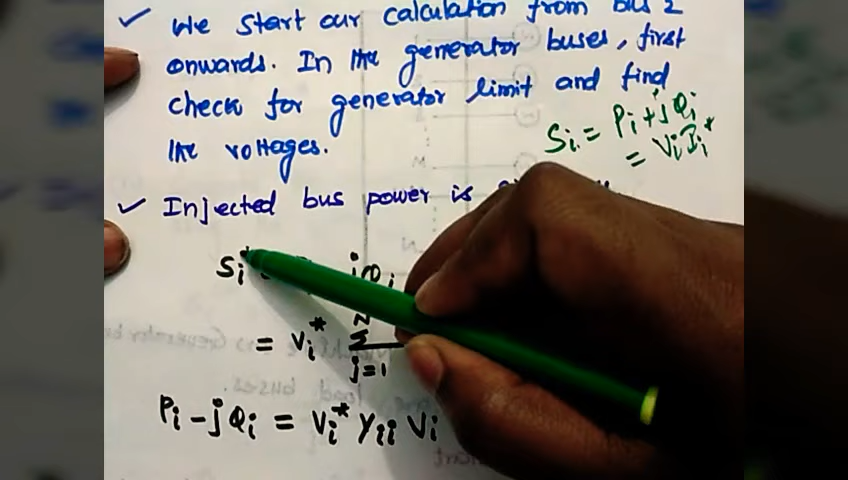 ✓ We start our calculation from bus 2
onwards. In the generator buses, first
check for generator limit and find
the voltages.
Si = Pi + jQi
= Vi Ii*
✓ Injected bus power is
Si* jQi
= Vi* Σ j=1
Pi - jQi = Vi* Yii Vi